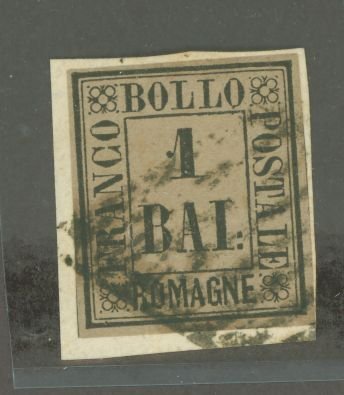 BOLLO
FRANCO
1
BAI:
POSTALE
ROMAGNE